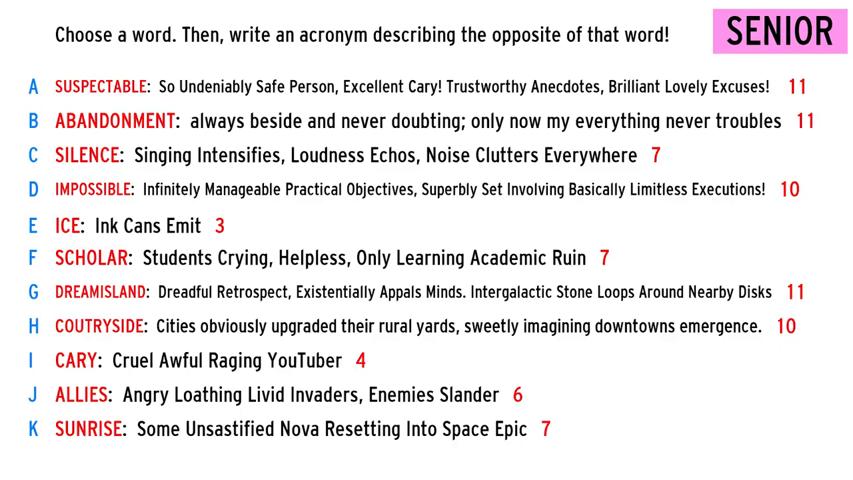 Choose a word. Then, write an acronym describing the opposite of that word!
SENIOR
A SUSPECTABLE: So Undeniably Safe Person, Excellent Cary! Trustworthy Anecdotes, Brilliant Lovely Excuses! 11
B ABANDONMENT: always beside and never doubting; only now my everything never troubles 11
C SILENCE: Singing Intensifies, Loudness Echos, Noise Clutters Everywhere 7
D IMPOSSIBLE: Infinitely Manageable Practical Objectives, Superbly Set Involving Basically Limitless Executions! 10
E ICE: Ink Cans Emit 3
F SCHOLAR: Students Crying, Helpless, Only Learning Academic Ruin 7
G DREAMISLAND: Dreadful Retrospect, Existentially Appals Minds. Intergalactic Stone Loops Around Nearby Disks 11
H COUTRYSIDE: Cities obviously upgraded their rural yards, sweetly imagining downtowns emergence. 10
I CARY: Cruel Awful Raging YouTuber 4
J ALLIES: Angry Loathing Livid Invaders, Enemies Slander 6
K SUNRISE: Some Unsastified Nova Resetting Into Space Epic 7